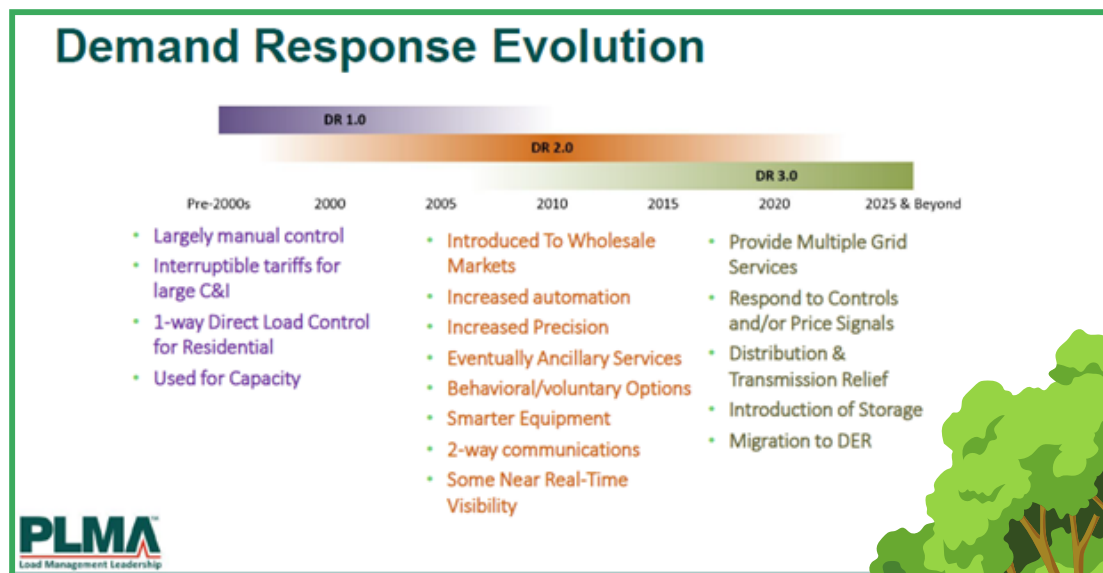 Demand Response Evolution
DR 1.0
DR 2.0
DR 3.0
Pre-2000s 2000 2005 2010 2015 2020 2025 & Beyond
• Largely manual control
• Interruptible tariffs for
large C&I
• 1-way Direct Load Control
for Residential
• Used for Capacity
• Introduced To Wholesale
Markets
• Increased automation
• Increased Precision
• Eventually Ancillary Services
• Behavioral/voluntary Options
• Smarter Equipment
• 2-way communications
• Some Near Real-Time
Visibility
• Provide Multiple Grid
Services
• Respond to Controls
and/or Price Signals
• Distribution &
Transmission Relief
• Introduction of Storage
• Migration to DER
PLMA™
Load Management Leadership